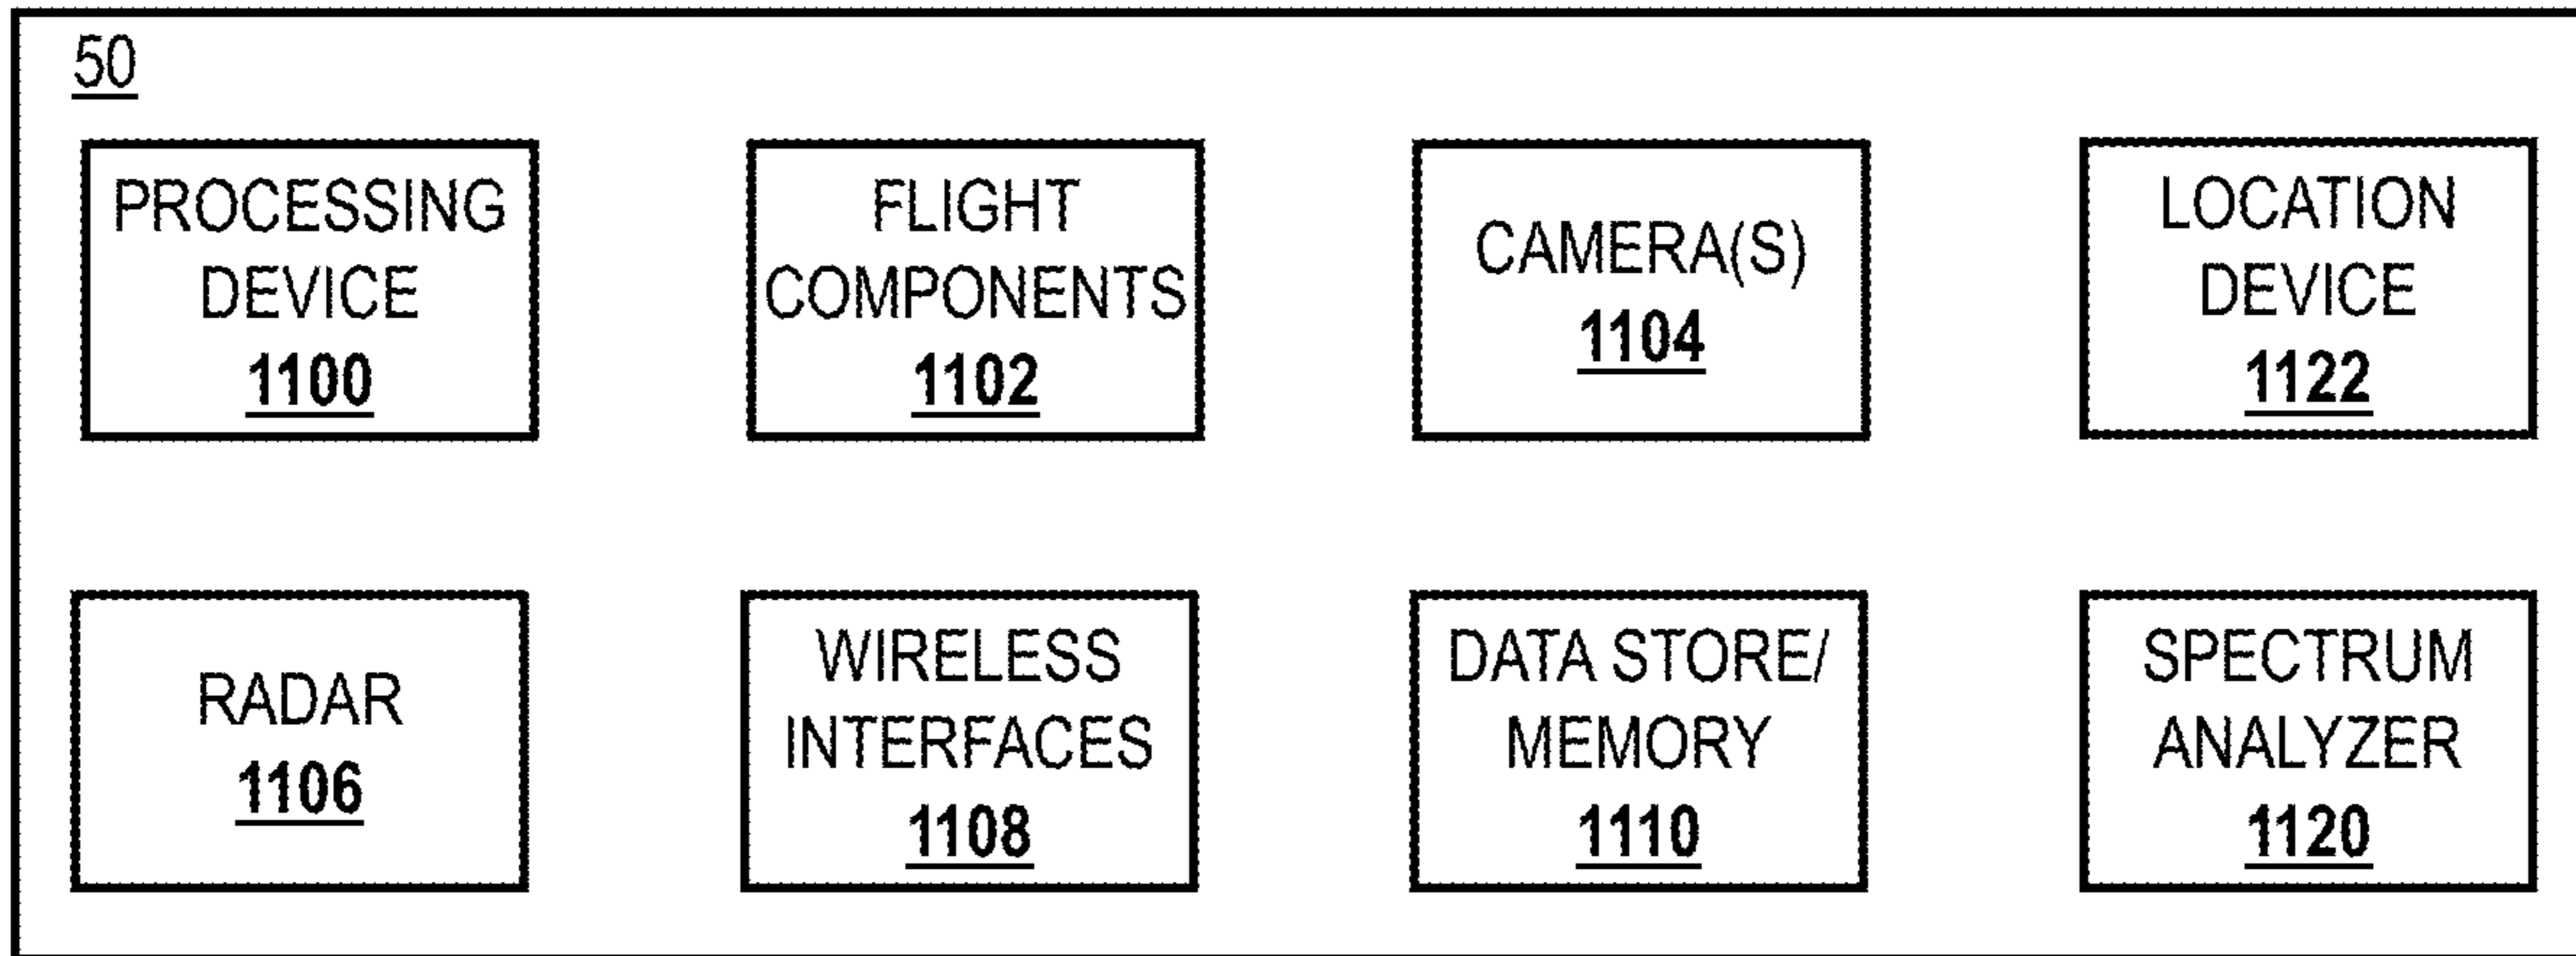 50
PROCESSING
DEVICE
1100
FLIGHT
COMPONENTS
1102
CAMERA(S)
1104
LOCATION
DEVICE
1122
RADAR
1106
WIRELESS
INTERFACES
1108
DATA STORE/
MEMORY
1110
SPECTRUM
ANALYZER
1120